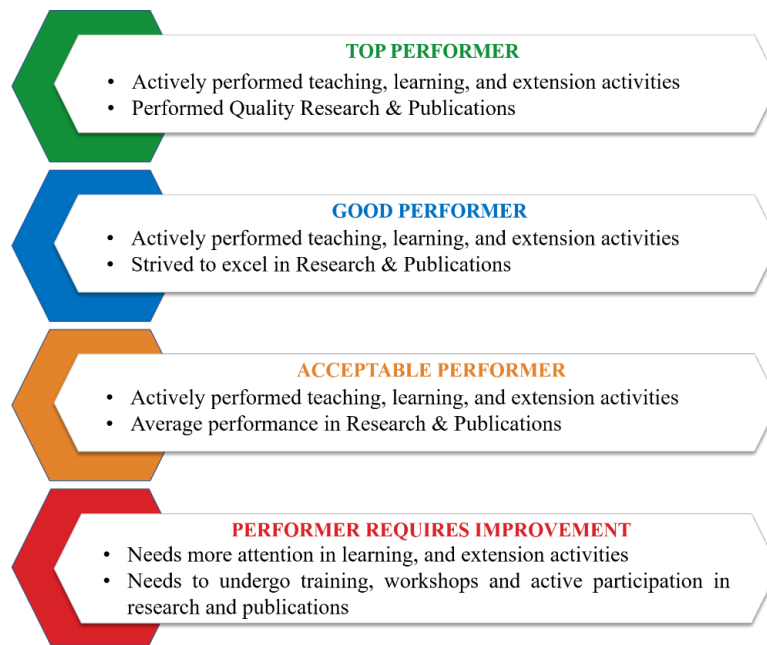 TOP PERFORMER
• Actively performed teaching, learning, and extension activities
• Performed Quality Research & Publications
GOOD PERFORMER
• Actively performed teaching, learning, and extension activities
• Strived to excel in Research & Publications
ACCEPTABLE PERFORMER
• Actively performed teaching, learning, and extension activities
• Average performance in Research & Publications
PERFORMER REQUIRES IMPROVEMENT
• Needs more attention in learning, and extension activities
• Needs to undergo training, workshops and active participation in
research and publications